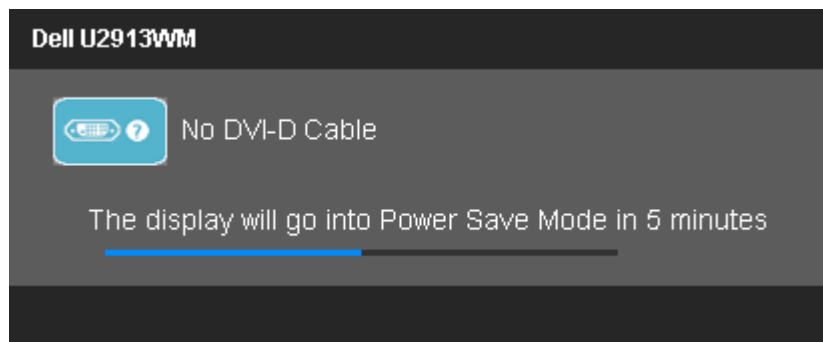 Dell U2913WM
?
No DVI-D Cable
The display will go into Power Save Mode in 5 minutes